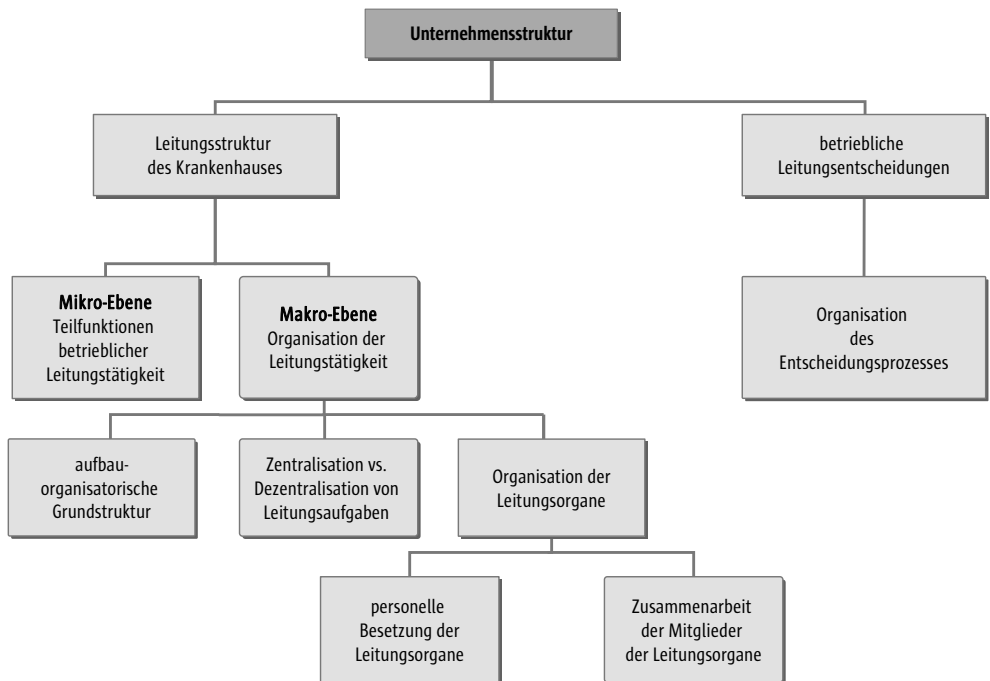 Unternehmensstruktur
Leitungsstruktur
des Krankenhauses
betriebliche
Leitungsentscheidungen
Mikro-Ebene
Teilfunktionen
betrieblicher
Leitungstätigkeit
Makro-Ebene
Organisation der
Leitungstätigkeit
Organisation
des
Entscheidungsprozesses
aufbau-
organisatorische
Grundstruktur
Zentralisation vs.
Dezentralisation von
Leitungsaufgaben
Organisation der
Leitungsorgane
personelle
Besetzung der
Leitungsorgane
Zusammenarbeit
der Mitglieder
der Leitungsorgane